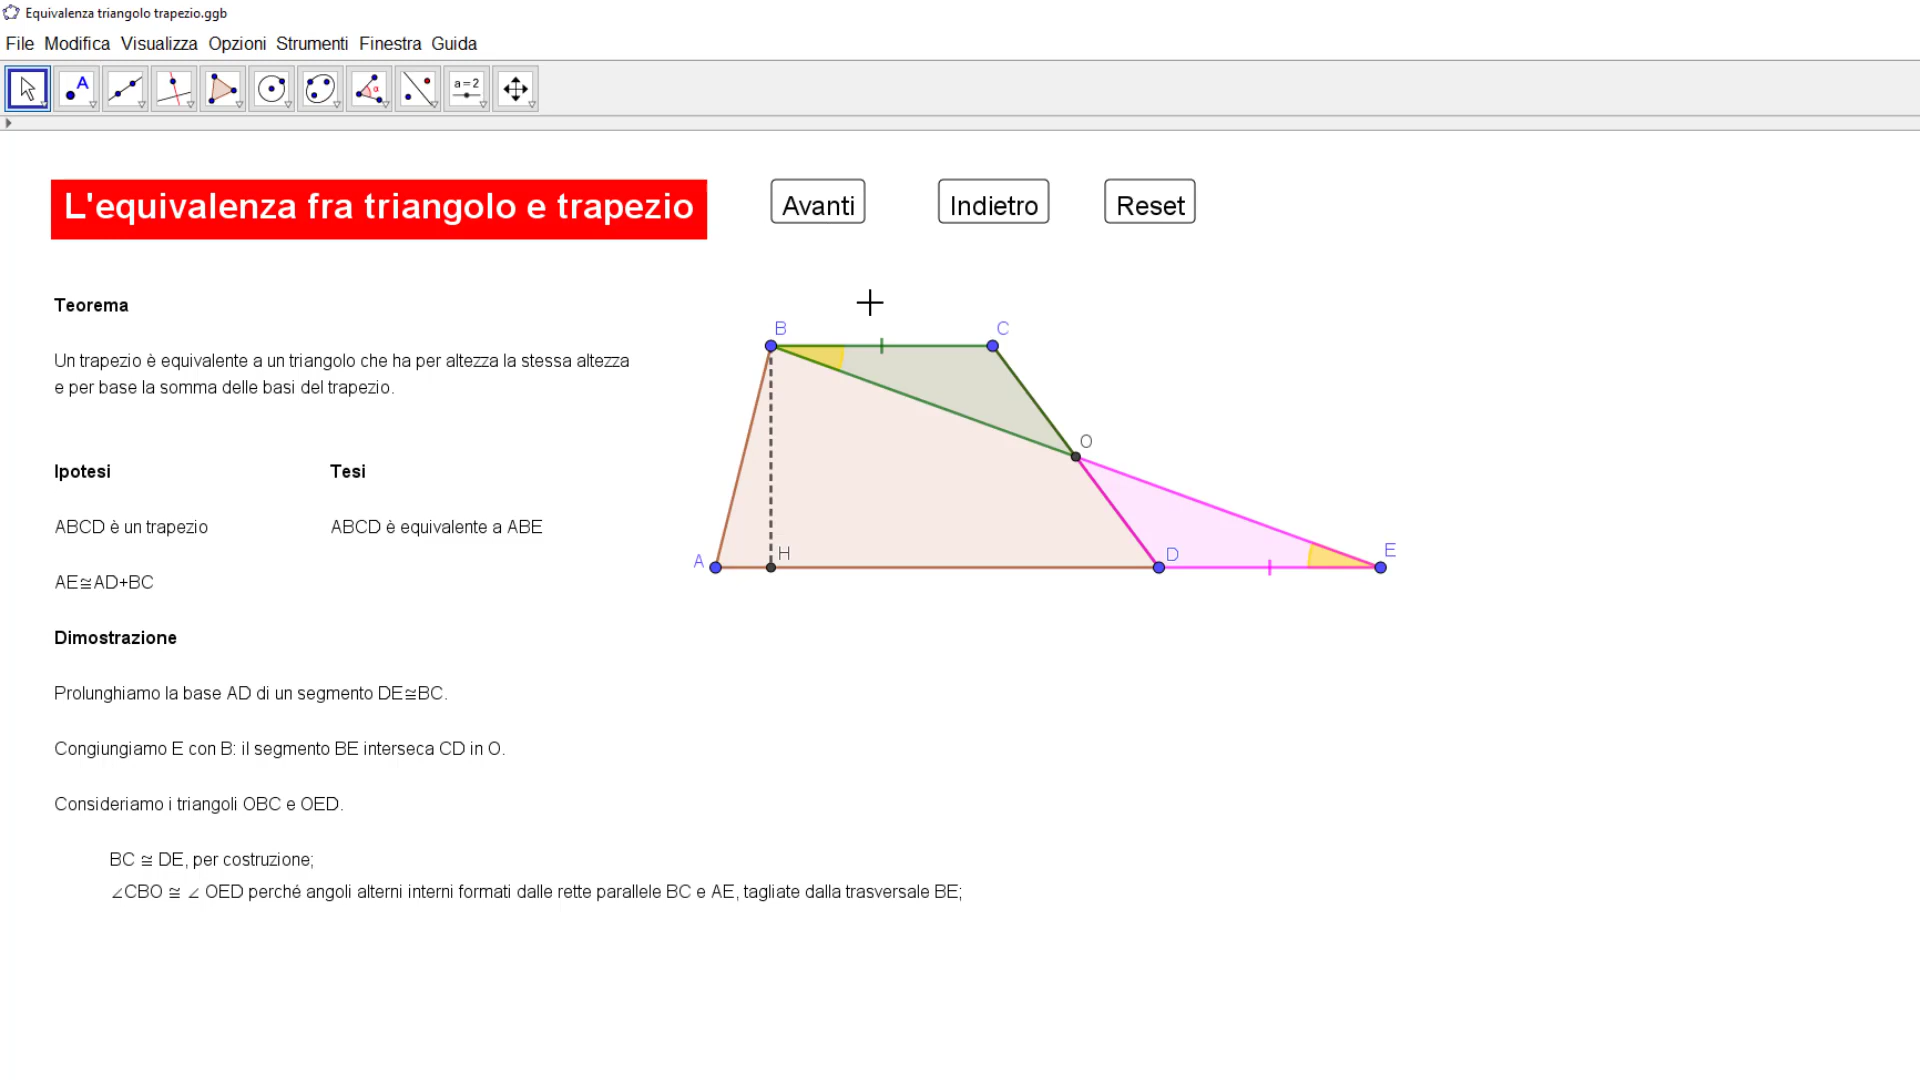 Equivalenza triangolo trapezio.ggb
File Modifica Visualizza Opzioni Strumenti Finestra Guida
A α a=2
L'equivalenza fra triangolo e trapezio
Avanti Indietro Reset
Teorema
Un trapezio è equivalente a un triangolo che ha per altezza la stessa altezza
e per base la somma delle basi del trapezio.
Ipotesi Tesi
ABCD è un trapezio ABCD è equivalente a ABE
AE≅AD+BC
Dimostrazione
Prolunghiamo la base AD di un segmento DE≅BC.
Congiungiamo E con B: il segmento BE interseca CD in O.
Consideriamo i triangoli OBC e OED.
BC ≅ DE, per costruzione;
∠CBO ≅ ∠ OED perché angoli alterni interni formati dalle rette parallele BC e AE, tagliate dalla trasversale BE;
B C
O
A H D E